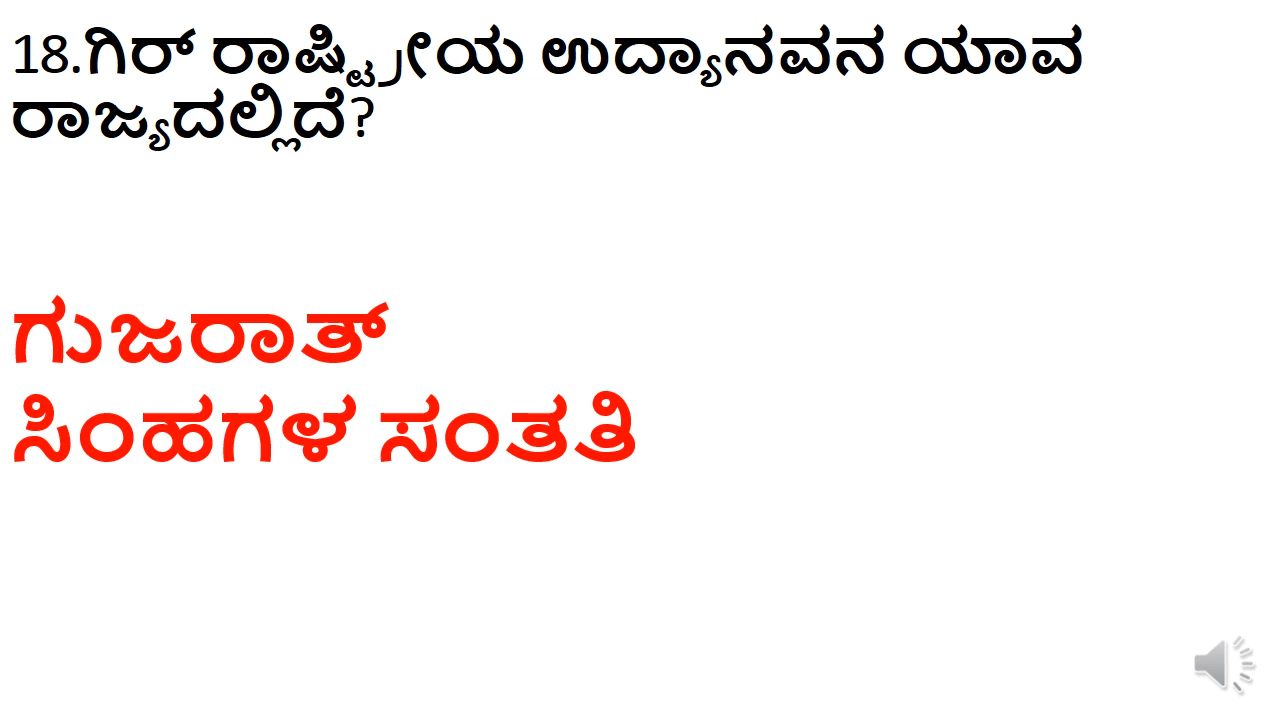 18.ಗಿರ್ ರಾಷ್ಟ್ರೀಯ ಉದ್ಯಾನವನ ಯಾವ
ರಾಜ್ಯದಲ್ಲಿದೆ?
ಗುಜರಾತ್
ಸಿಂಹಗಳ ಸಂತತಿ